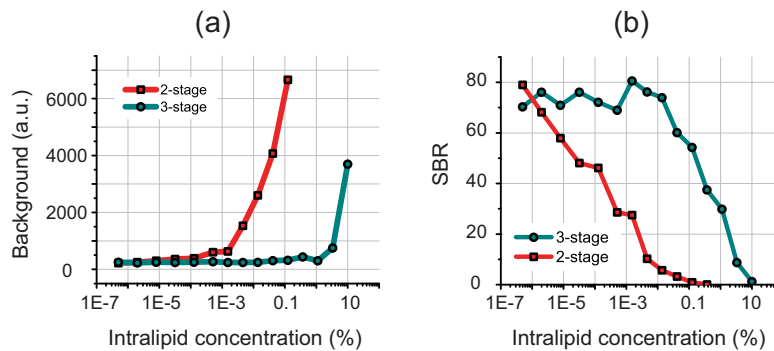 (a)
2-stage
3-stage
6000
4000
2000
0
Background (a.u.)
1E-7 1E-5 1E-3 0.1 10
Intralipid concentration (%)
(b)
80
60
40
20
0
SBR
3-stage
2-stage
1E-7 1E-5 1E-3 0.1 10
Intralipid concentration (%)